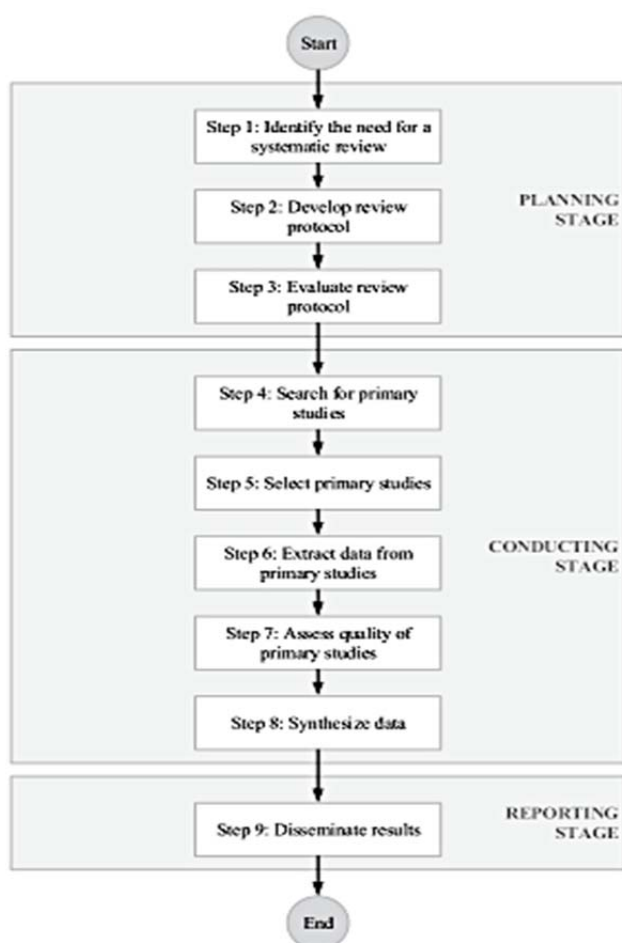 Start
Step 1: Identify the need for a
systematic review
Step 2: Develop review
protocol
PLANNING
STAGE
Step 3: Evaluate review
protocol
Step 4: Search for primary
studies
Step 5: Select primary studies
Step 6: Extract data from
primary studies
CONDUCTING
STAGE
Step 7: Assess quality of
primary studies
Step 8: Synthesize data
Step 9: Disseminate results
REPORTING
STAGE
End